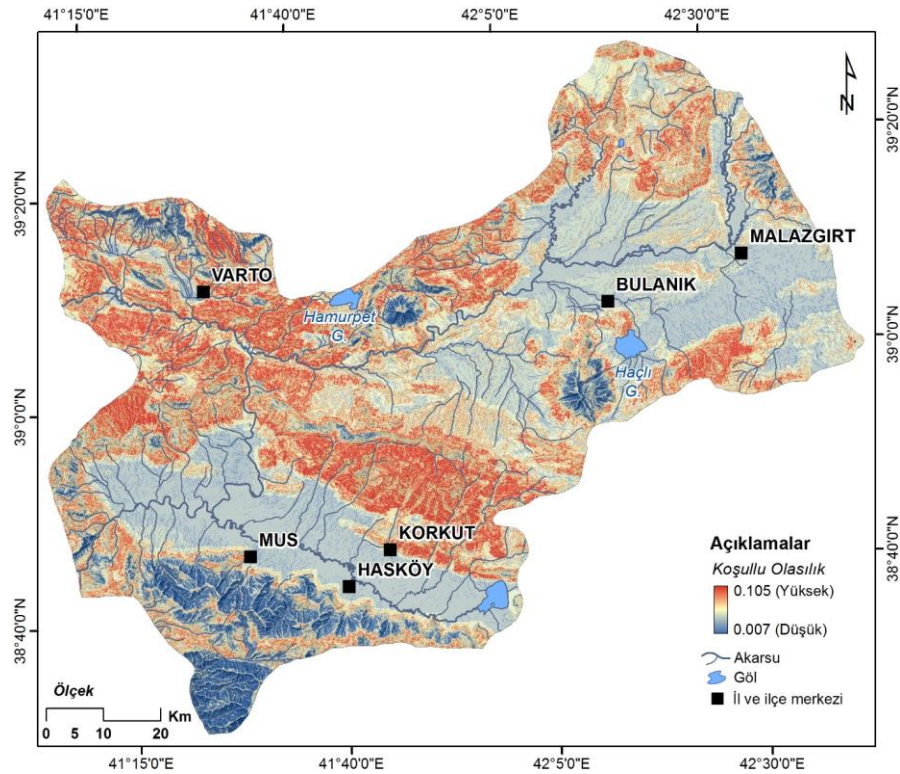 41°15'0"E 41°40'0"E 42°5'0"E 42°30'0"E
N
39°20'0"N
39°20'0"N
MALAZGIRT
VARTO
BULANIK
Hamurpet
G.
39°0'0"N
Haçlı
G.
39°0'0"N
KORKUT
MUS
HASKÖY
38°40'0"N
38°40'0"N
Açıklamalar
Koşullu Olasılık
0.105 (Yüksek)
0.007 (Düşük)
Akarsu
Göl
İl ve ilçe merkezi
Ölçek
Km
0 5 10 20
41°15'0"E 41°40'0"E 42°5'0"E 42°30'0"E